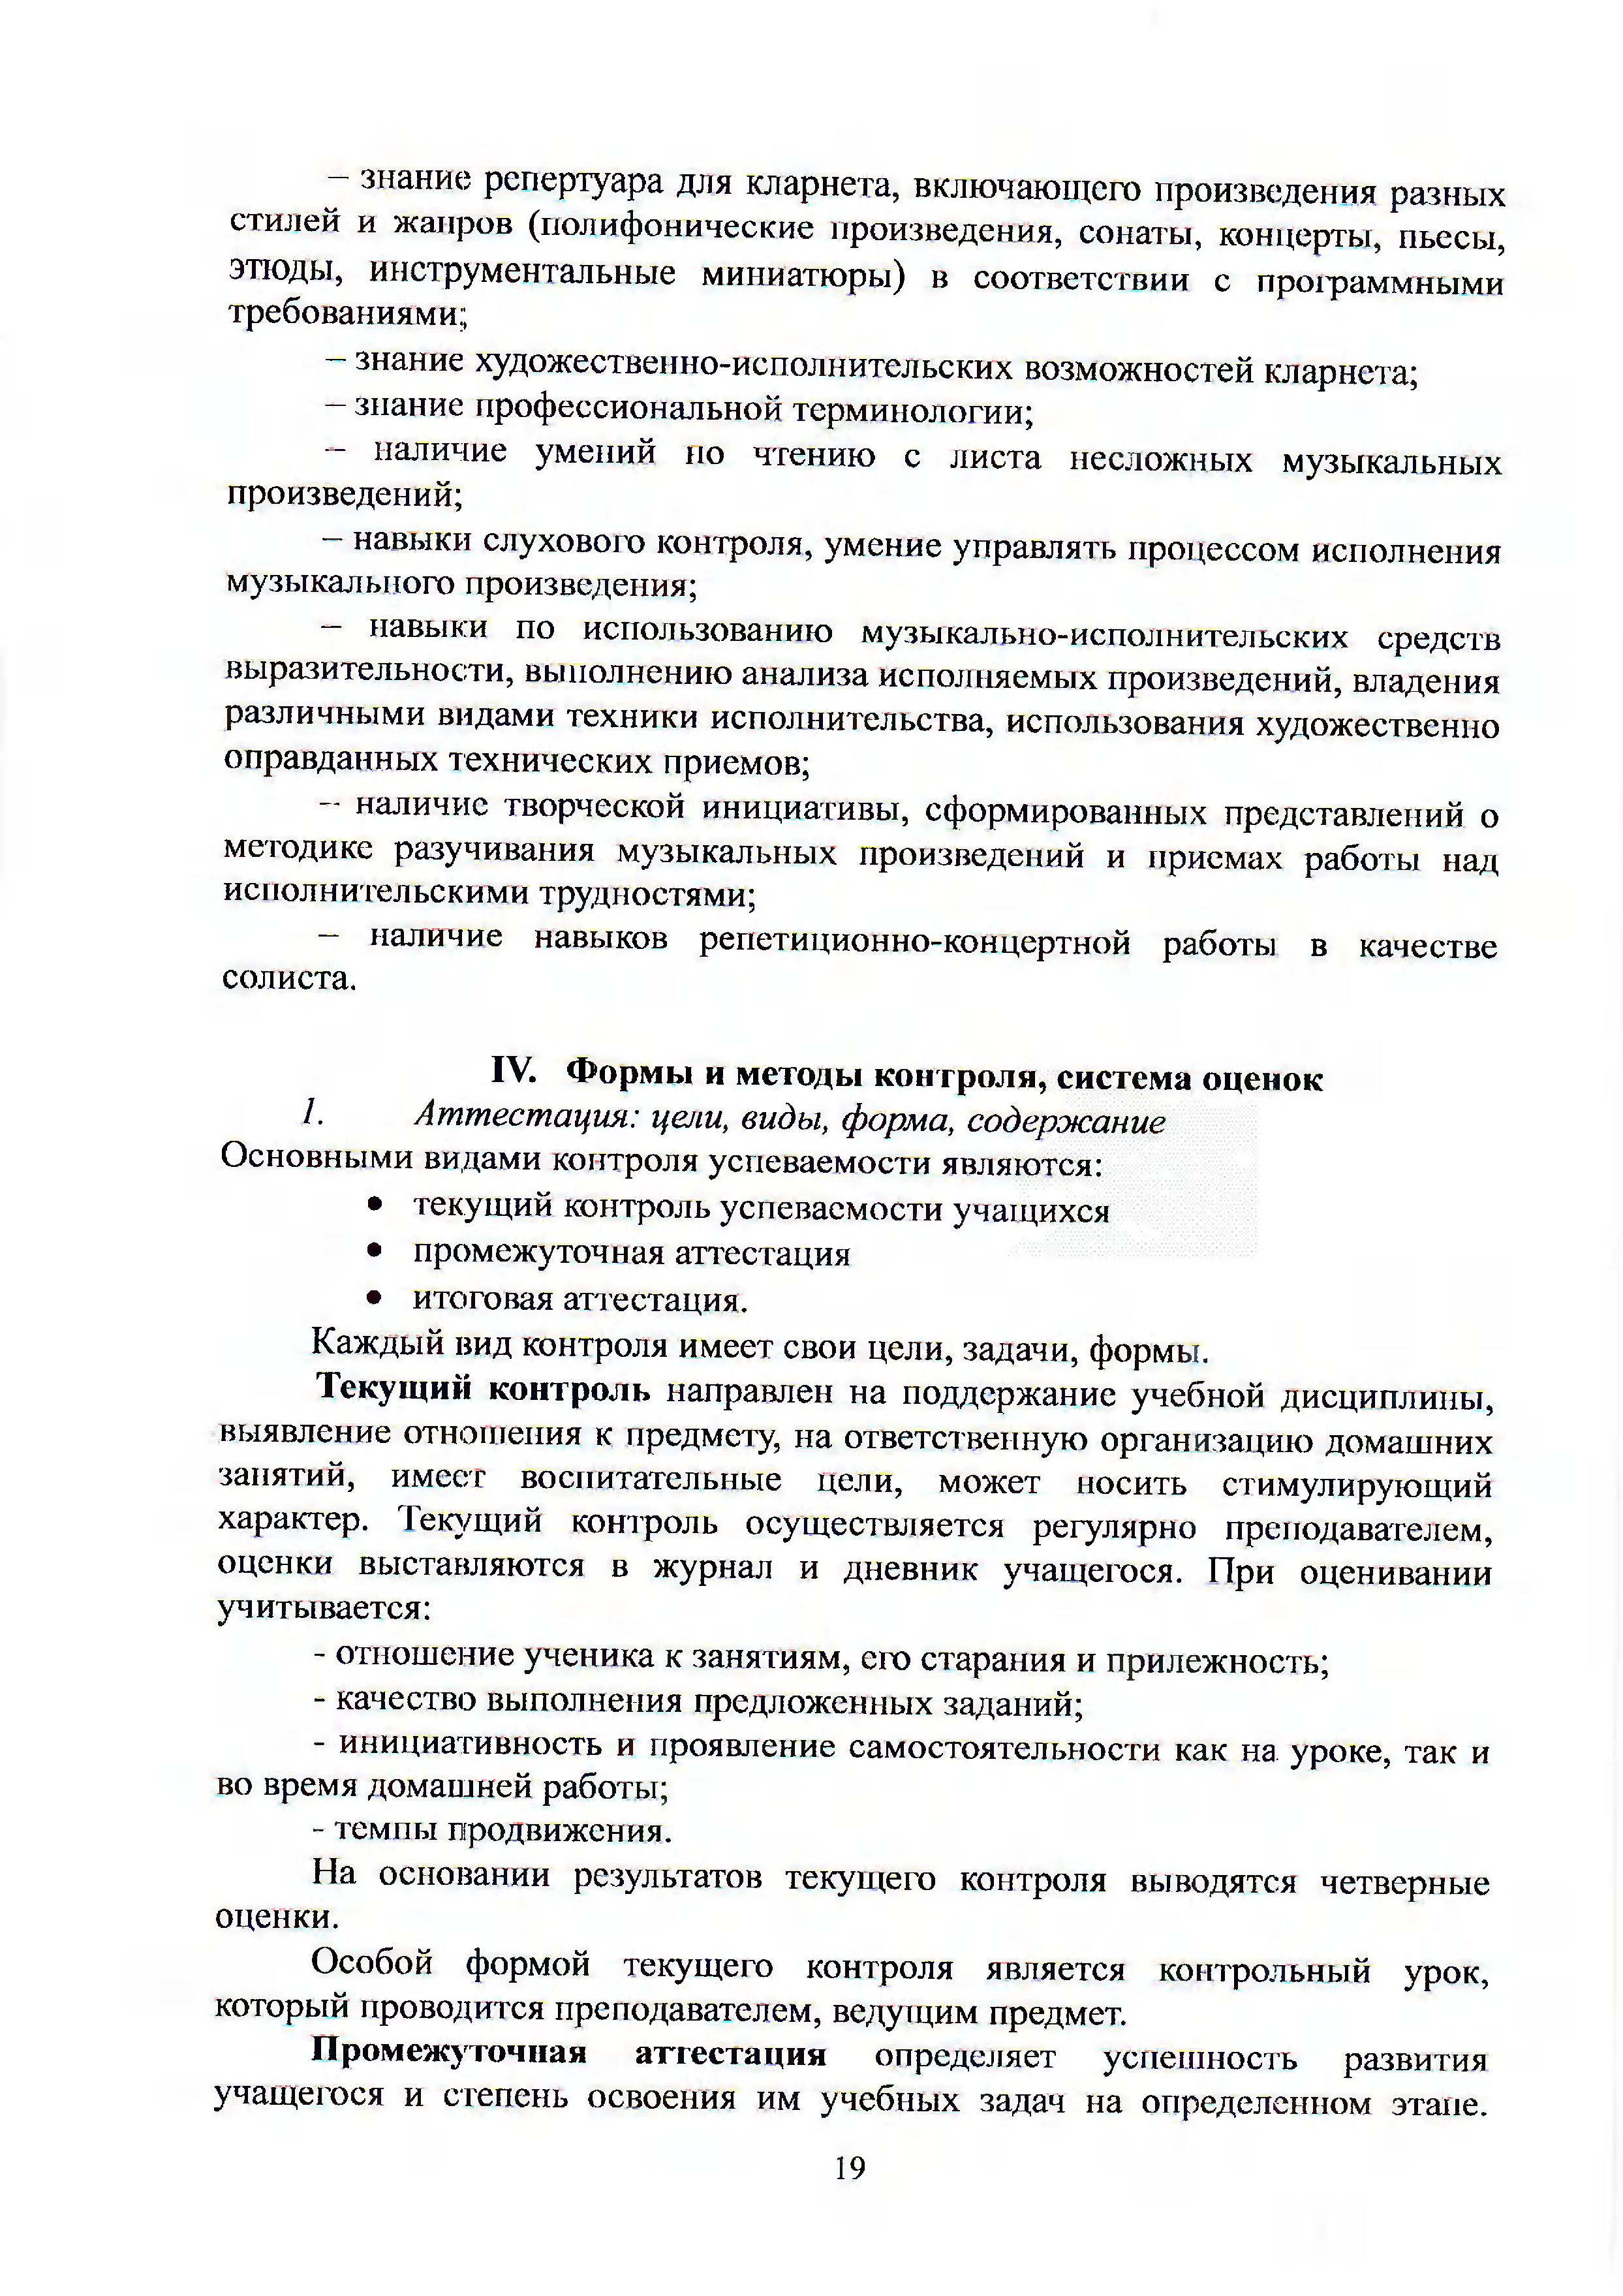 – знание репертуара для кларнета, включающего произведения разных
стилей и жанров (полифонические произведения, сонаты, концерты, пьесы,
этюды, инструментальные миниатюры) в соответствии с программными
требованиями;
– знание художественно-исполнительских возможностей кларнета;
– знание профессиональной терминологии;
– наличие умений по чтению с листа несложных музыкальных
произведений;
– навыки слухового контроля, умение управлять процессом исполнения
музыкального произведения;
– навыки по использованию музыкально-исполнительских средств
выразительности, выполнению анализа исполняемых произведений, владения
различными видами техники исполнительства, использования художественно
оправданных технических приемов;
– наличие творческой инициативы, сформированных представлений о
методике разучивания музыкальных произведений и приемах работы над
исполнительскими трудностями;
– наличие навыков репетиционно-концертной работы в качестве
солиста.
IV. Формы и методы контроля, система оценок
1. Аттестация: цели, виды, форма, содержание
Основными видами контроля успеваемости являются:
• текущий контроль успеваемости учащихся
• промежуточная аттестация
• итоговая аттестация.
Каждый вид контроля имеет свои цели, задачи, формы.
Текущий контроль направлен на поддержание учебной дисциплины,
выявление отношения к предмету, на ответственную организацию домашних
занятий, имеет воспитательные цели, может носить стимулирующий
характер. Текущий контроль осуществляется регулярно преподавателем,
оценки выставляются в журнал и дневник учащегося. При оценивании
учитывается:
- отношение ученика к занятиям, его старания и прилежность;
- качество выполнения предложенных заданий;
- инициативность и проявление самостоятельности как на уроке, так и
во время домашней работы;
- темпы продвижения.
На основании результатов текущего контроля выводятся четверные
оценки.
Особой формой текущего контроля является контрольный урок,
который проводится преподавателем, ведущим предмет.
Промежуточная аттестация определяет успешность развития
учащегося и степень освоения им учебных задач на определенном этапе.
19